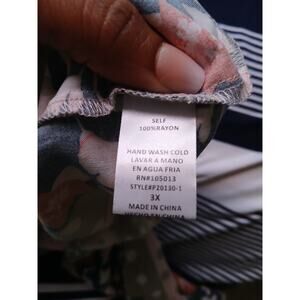 SELF
100%RAYON
HAND WASH COLD
LAVAR A MANO
EN AGUA FRIA
RN#105013
STYLE#P20130-1
3X
MADE IN CHINA
HECHO EN CHINA